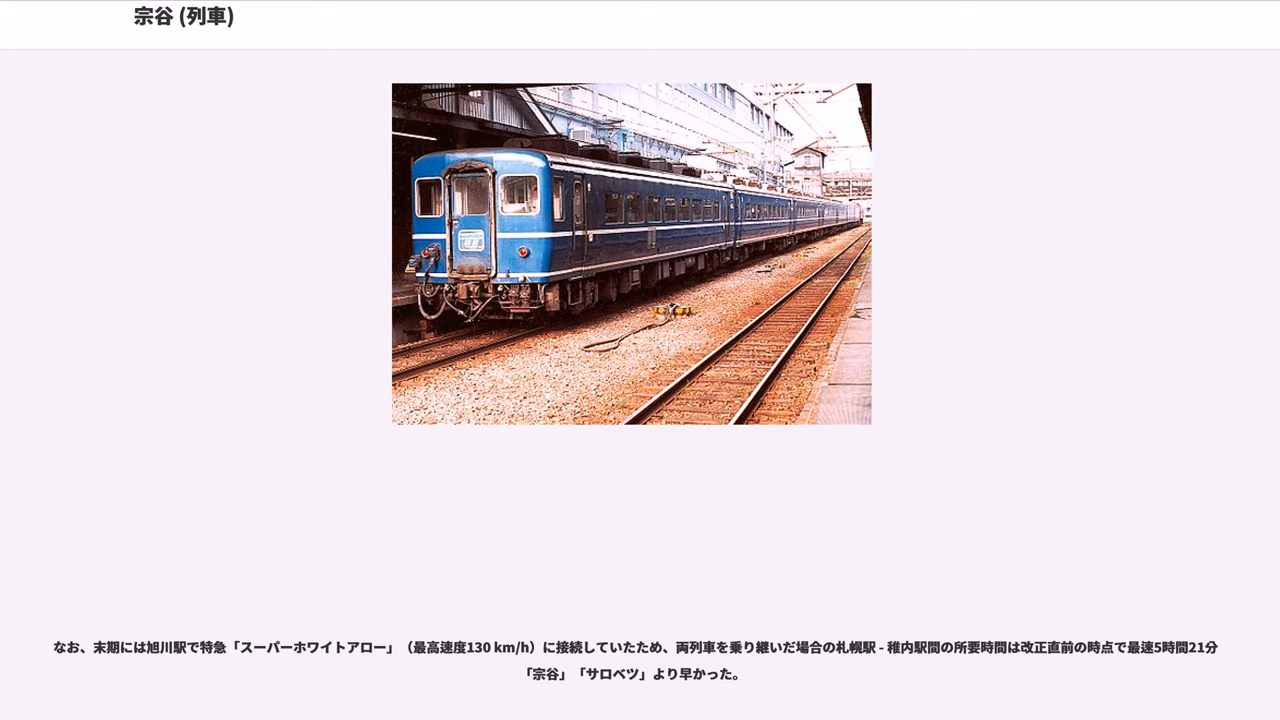 宗谷 (列車)
なお、末期には旭川駅で特急「スーパーホワイトアロー」（最高速度130 km/h）に接続していたため、両列車を乗り継いだ場合の札幌駅 - 稚内駅間の所要時間は改正直前の時点で最速5時間21分
「宗谷」「サロベツ」より早かった。